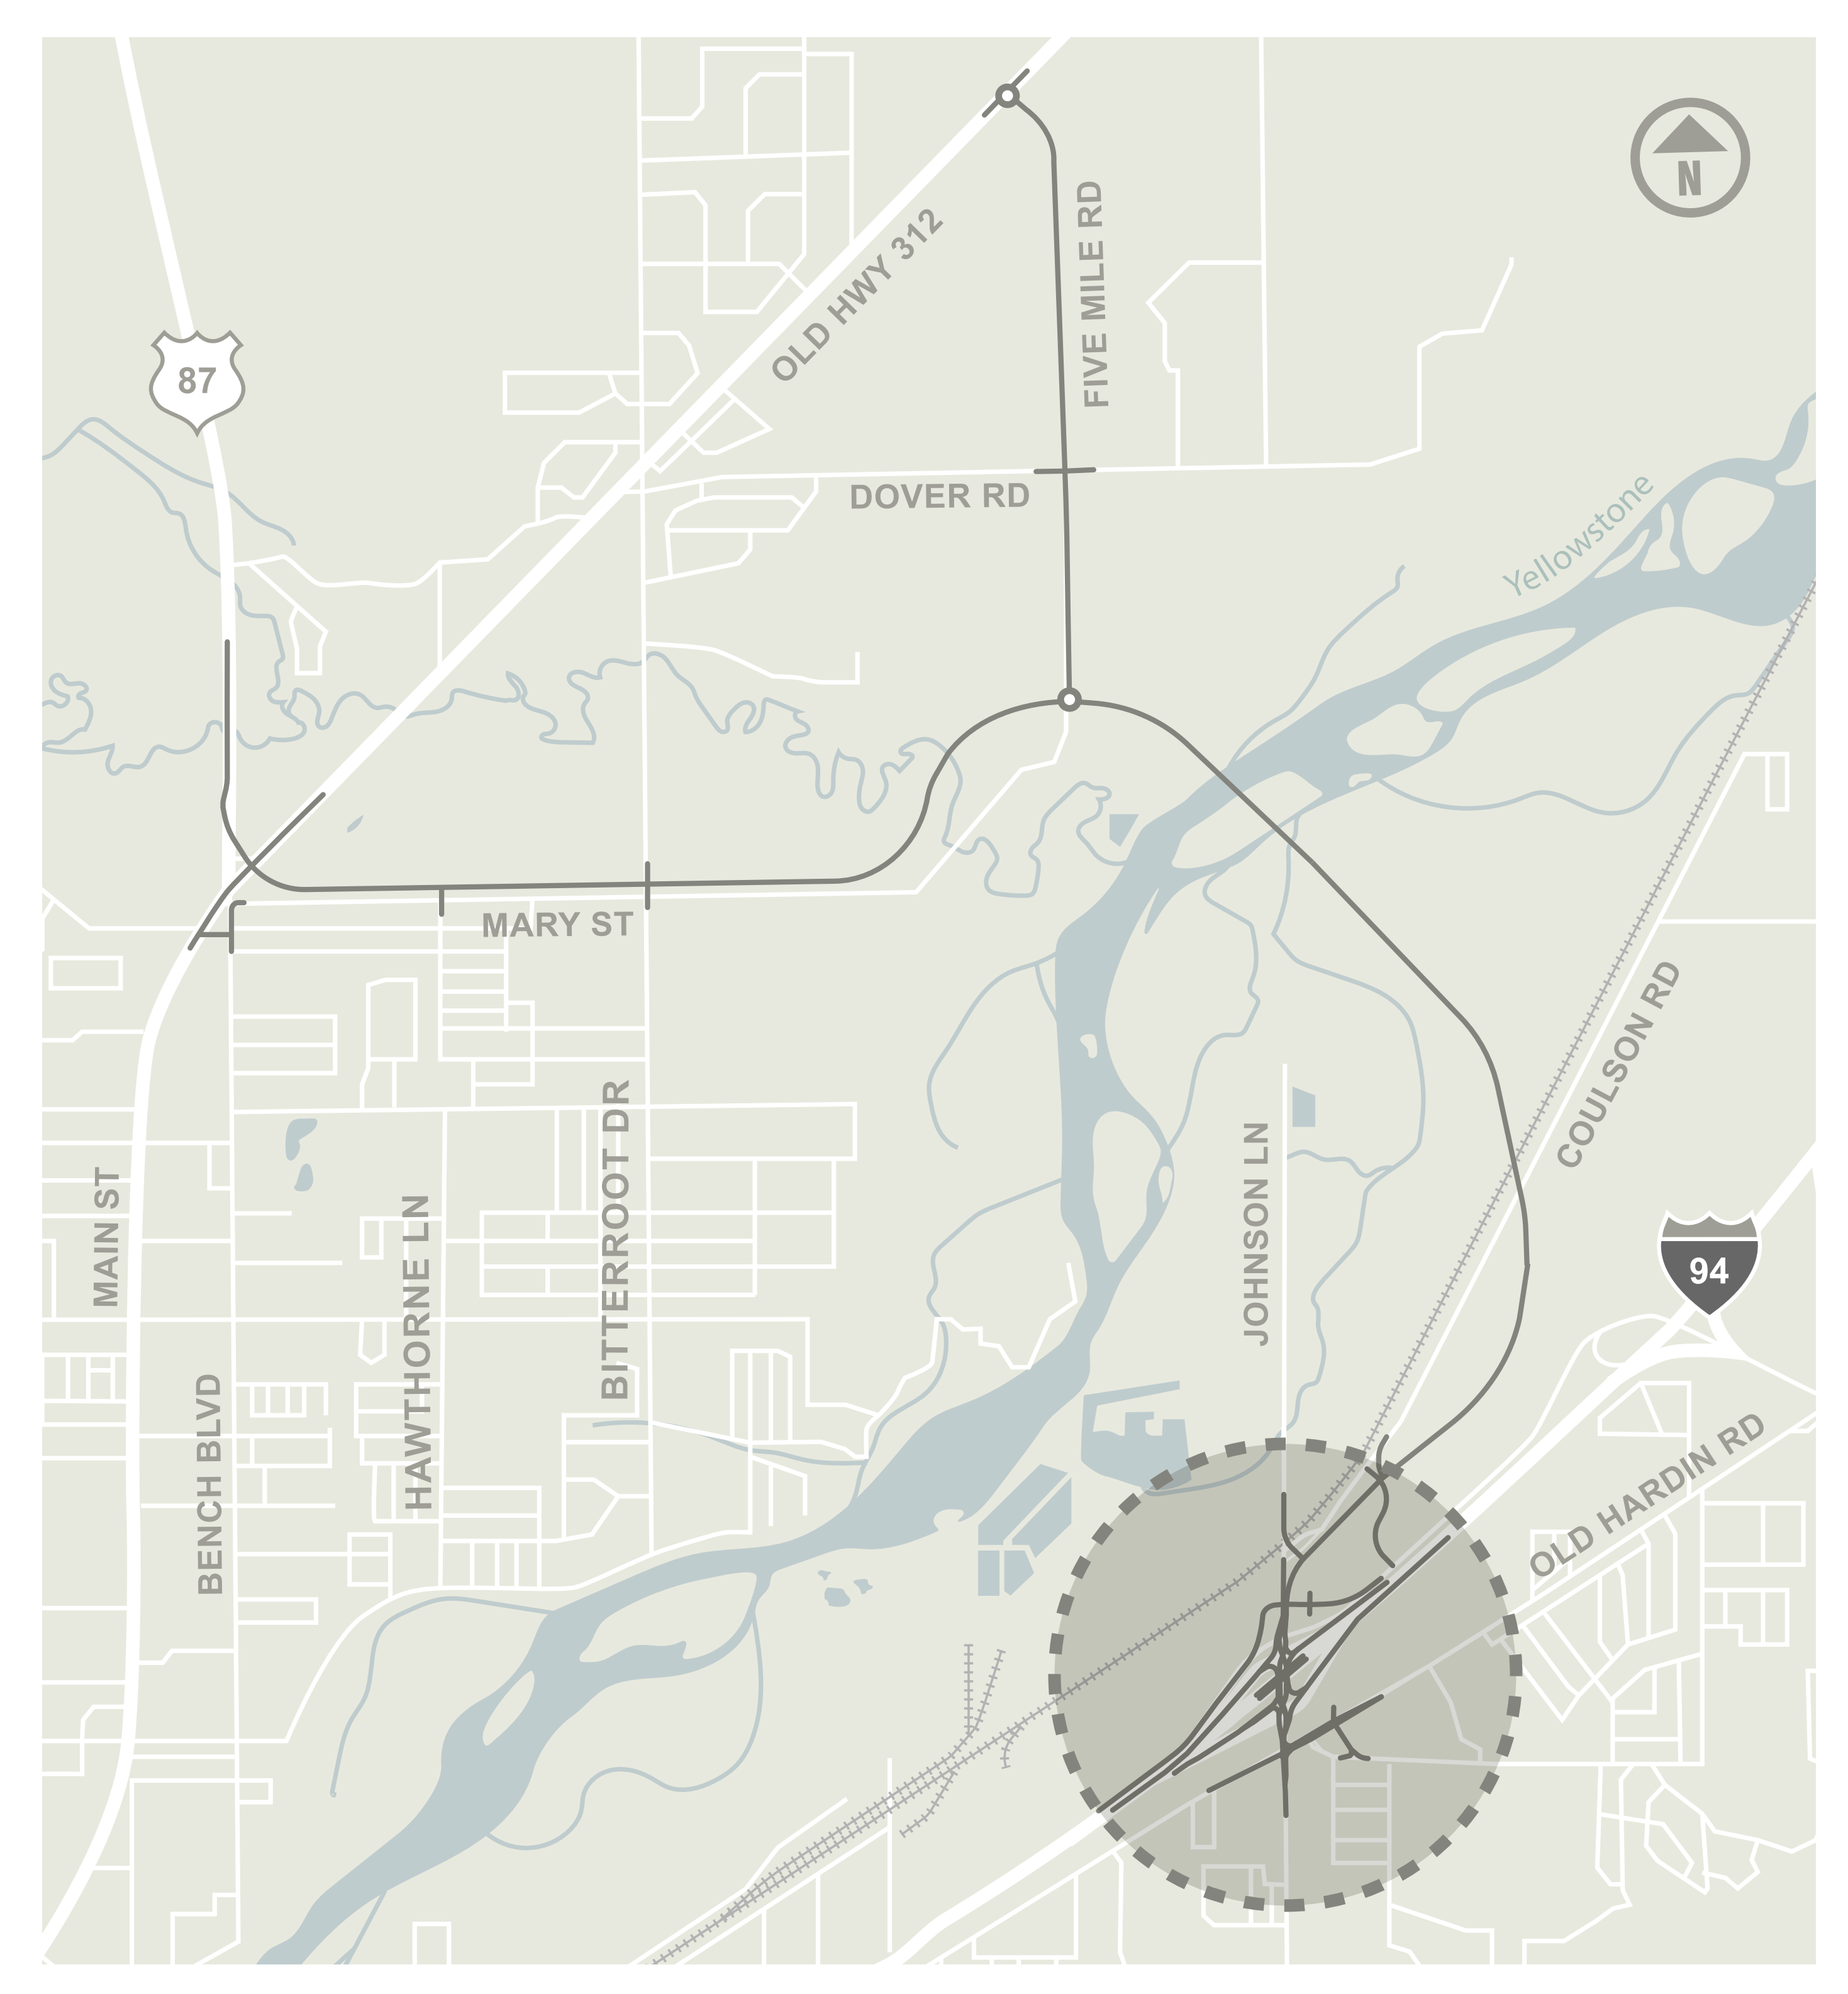 N
OLD HWY 312
FIVE MILE RD
87
DOVER RD
Yellowstone
MARY ST
COULSON RD
BITTERROOT DR
JOHNSON LN
MAIN ST
HAWTHORNE LN
94
BENCH BLVD
OLD HARDIN RD